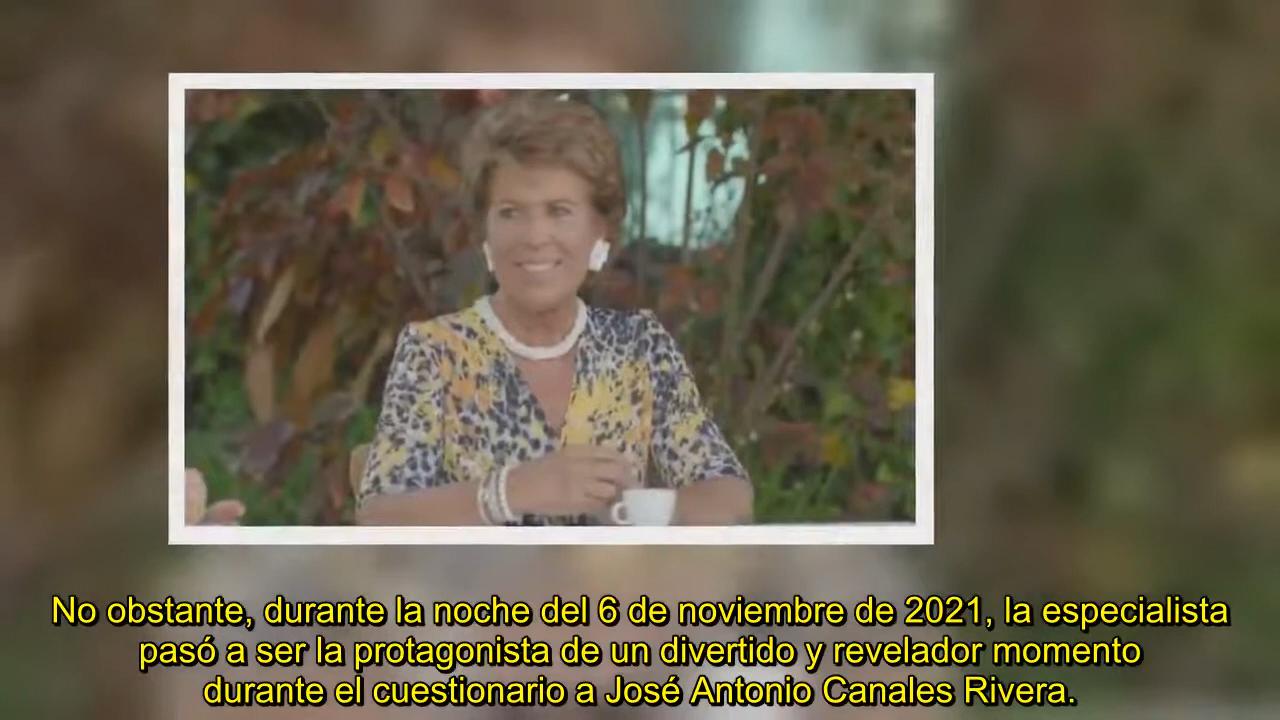 No obstante, durante la noche del 6 de noviembre de 2021, la especialista
pasó a ser la protagonista de un divertido y revelador momento
durante el cuestionario a José Antonio Canales Rivera.